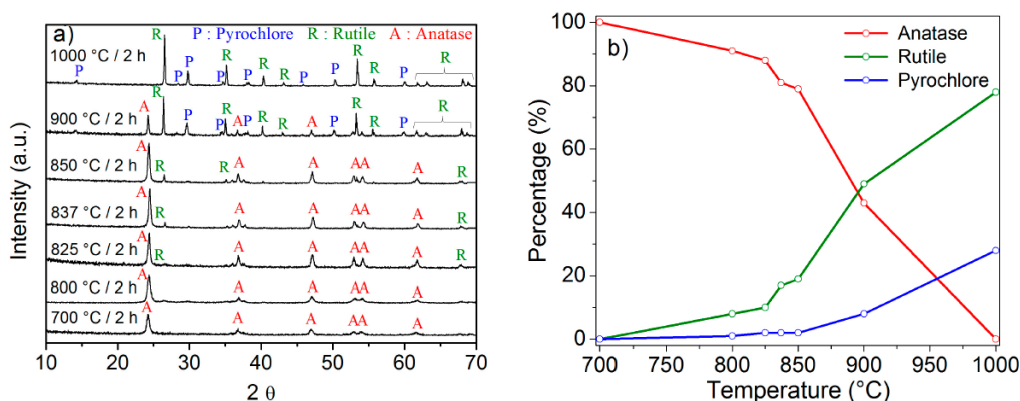 a)
P : Pyrochlore R : Rutile A : Anatase
1000 °C / 2 h
P R P P P R P R R P P R R P R
900 °C / 2 h
A R P P R A P R R A P R R P R
850 °C / 2 h
A R R A A A A A R
837 °C / 2 h
A R A A A A A R
825 °C / 2 h
A R A A A A A R
800 °C / 2 h
A A A A A A
700 °C / 2 h
A A A A A A
Intensity (a.u.)
10 20 30 40 50 60 70
2 θ
b)
Anatase
Rutile
Pyrochlore
Percentage (%)
100
80
60
40
20
0
700 750 800 850 900 950 1000
Temperature (°C)